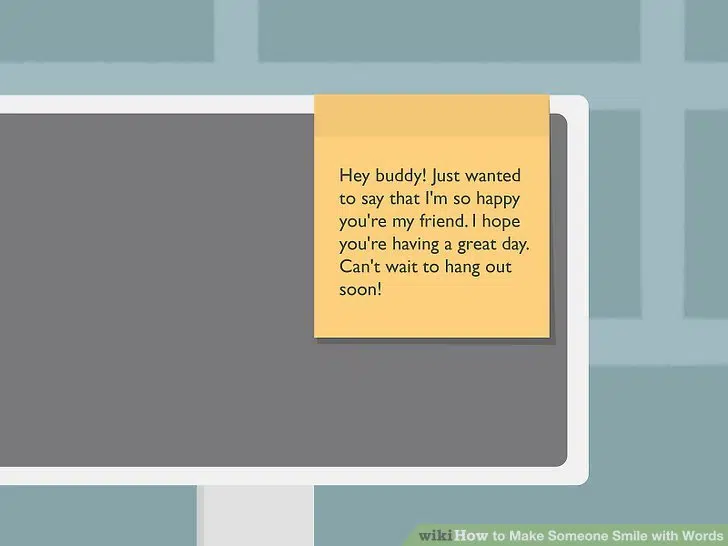 Hey buddy! Just wanted
to say that I'm so happy
you're my friend. I hope
you're having a great day.
Can't wait to hang out
soon!
wikiHow to Make Someone Smile with Words